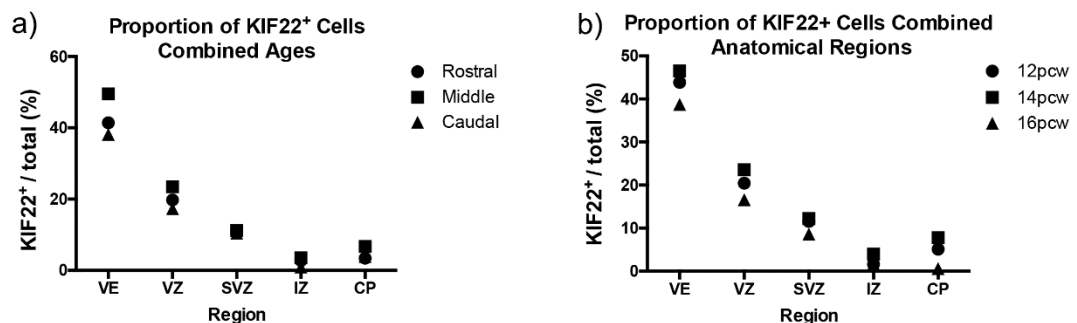 a)
Proportion of KIF22⁺ Cells
Combined Ages
KIF22⁺ / total (%)
60
40
20
0
VE VZ SVZ IZ CP
Region
Rostral
Middle
Caudal
b)
Proportion of KIF22+ Cells Combined
Anatomical Regions
KIF22⁺ / total (%)
50
40
30
20
10
0
VE VZ SVZ IZ CP
Region
12pcw
14pcw
16pcw